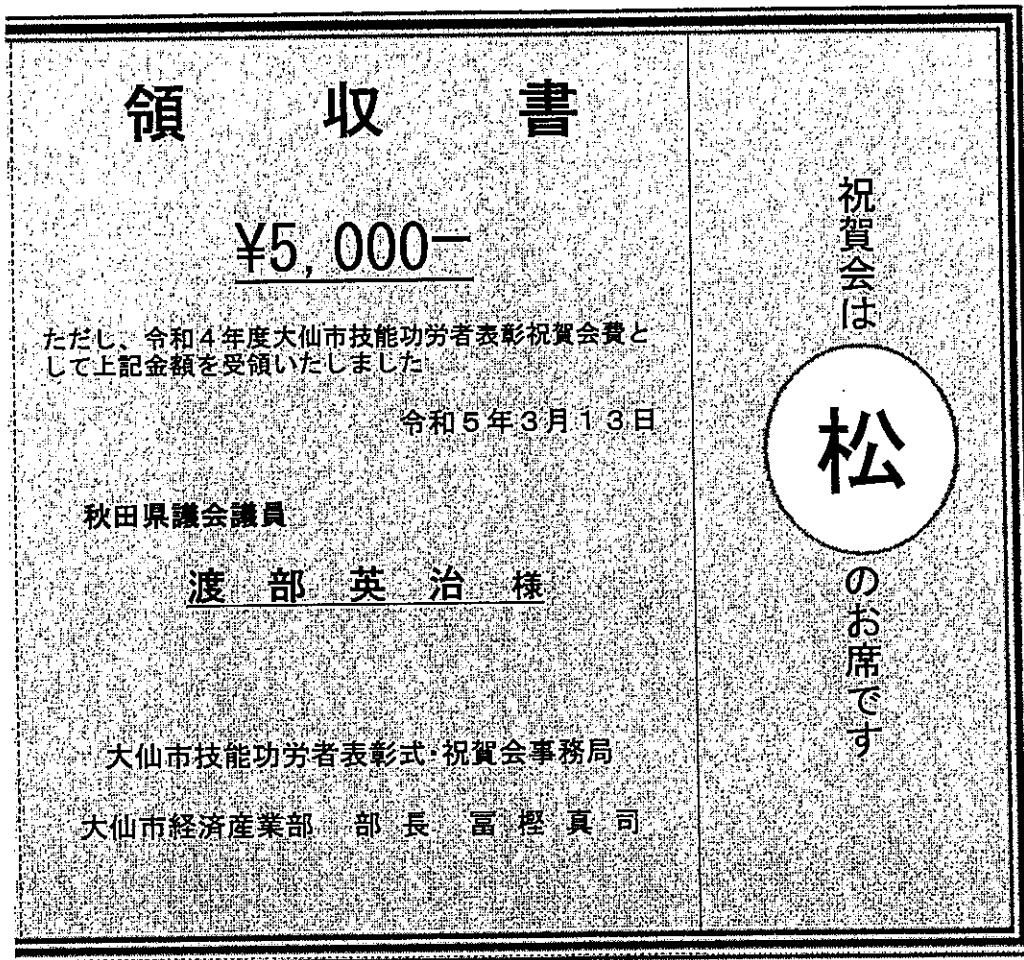 領収書
¥5,000ー
ただし、令和４年度大仙市技能功労者表彰祝賀会費と
して上記金額を受領いたしました
令和５年３月１３日
秋田県議会議員
渡部英治様
大仙市技能功労者表彰式・祝賀会事務局
大仙市経済産業部　部長　冨樫真司
祝賀会は
松
のお席です